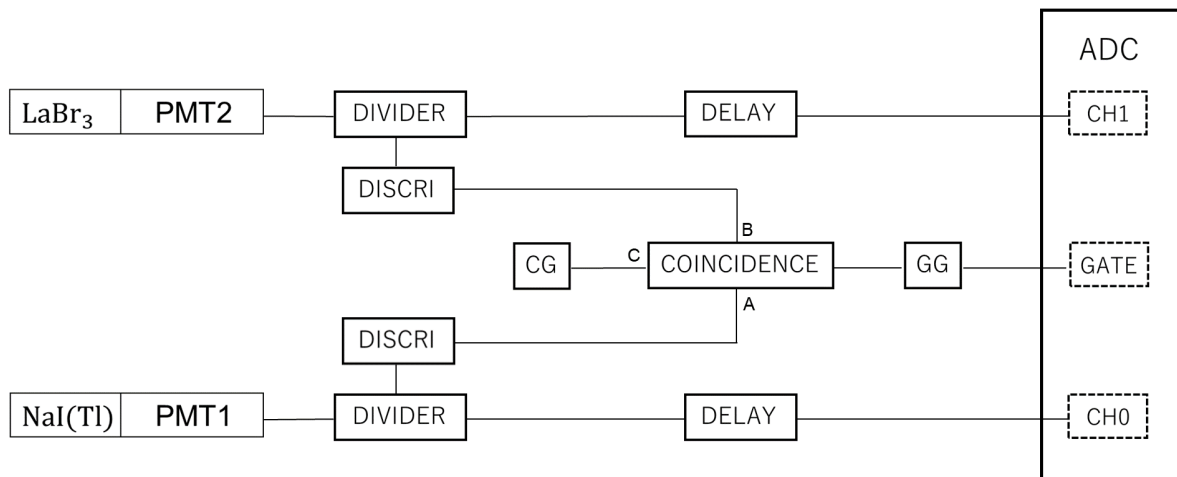 ADC
LaBr₃ PMT2 DIVIDER DELAY CH1
DISCRI
B
C
CG COINCIDENCE GG GATE
A
DISCRI
NaI(Tl) PMT1 DIVIDER DELAY CH0